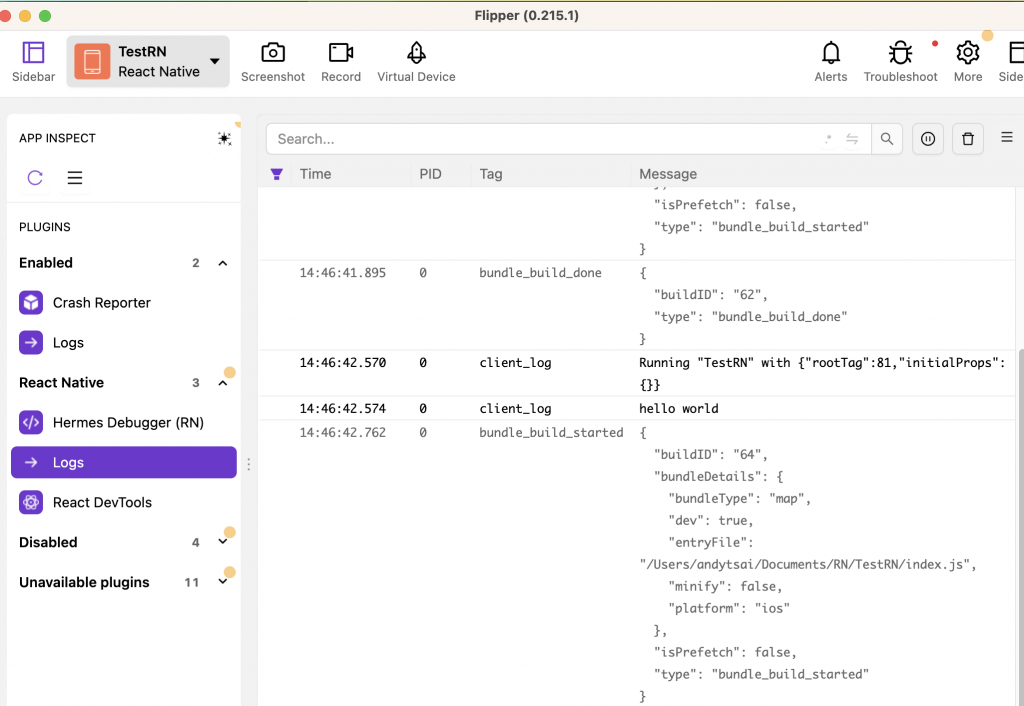 Flipper (0.215.1)
Sidebar
TestRN
React Native
Screenshot
Record
Virtual Device
Alerts
Troubleshoot
More
Side
APP INSPECT
PLUGINS
Enabled 2
Crash Reporter
Logs
React Native 3
Hermes Debugger (RN)
Logs
React DevTools
Disabled 4
Unavailable plugins 11
Search...
.*
Time PID Tag Message
"isPrefetch": false,
"type": "bundle_build_started"
}
14:46:41.895 0 bundle_build_done {
"buildID": "62",
"type": "bundle_build_done"
}
14:46:42.570 0 client_log Running "TestRN" with {"rootTag":81,"initialProps":
{}}
14:46:42.574 0 client_log hello world
14:46:42.762 0 bundle_build_started {
"buildID": "64",
"bundleDetails": {
"bundleType": "map",
"dev": true,
"entryFile":
"/Users/andytsai/Documents/RN/TestRN/index.js",
"minify": false,
"platform": "ios"
},
"isPrefetch": false,
"type": "bundle_build_started"
}